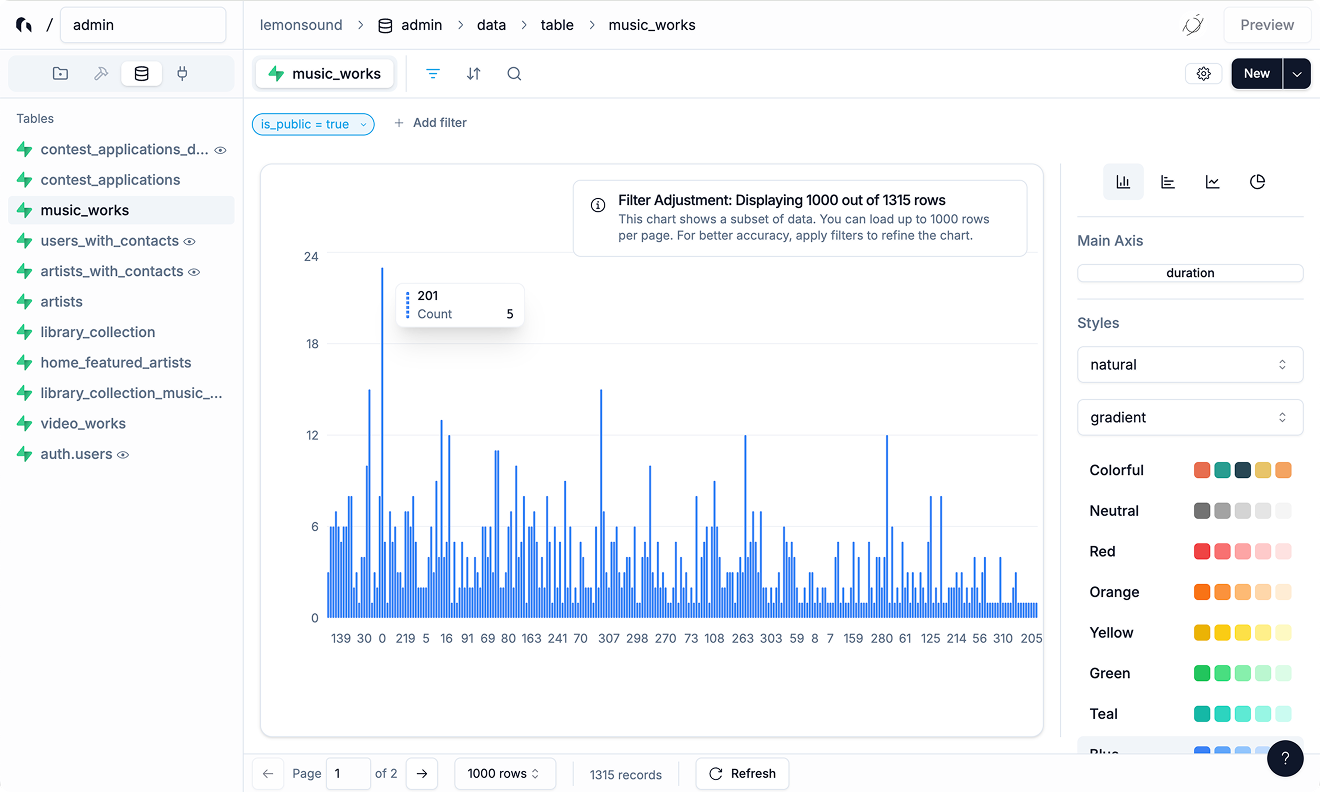 / admin
lemonsound > admin > data > table > music_works
Preview
music_works
New
Tables
contest_applications_d...
contest_applications
music_works
users_with_contacts
artists_with_contacts
artists
library_collection
home_featured_artists
library_collection_music_...
video_works
auth.users
is_public = true
+ Add filter
Filter Adjustment: Displaying 1000 out of 1315 rows
This chart shows a subset of data. You can load up to 1000 rows
per page. For better accuracy, apply filters to refine the chart.
24
18
12
6
0
201
Count 5
139 30 0 219 5 16 91 69 80 163 241 70 307 298 270 73 108 263 303 59 8 7 159 280 61 125 214 56 310 205
Main Axis
duration
Styles
natural
gradient
Colorful
Neutral
Red
Orange
Yellow
Green
Teal
Blue
?
Page 1 of 2
1000 rows
1315 records
Refresh